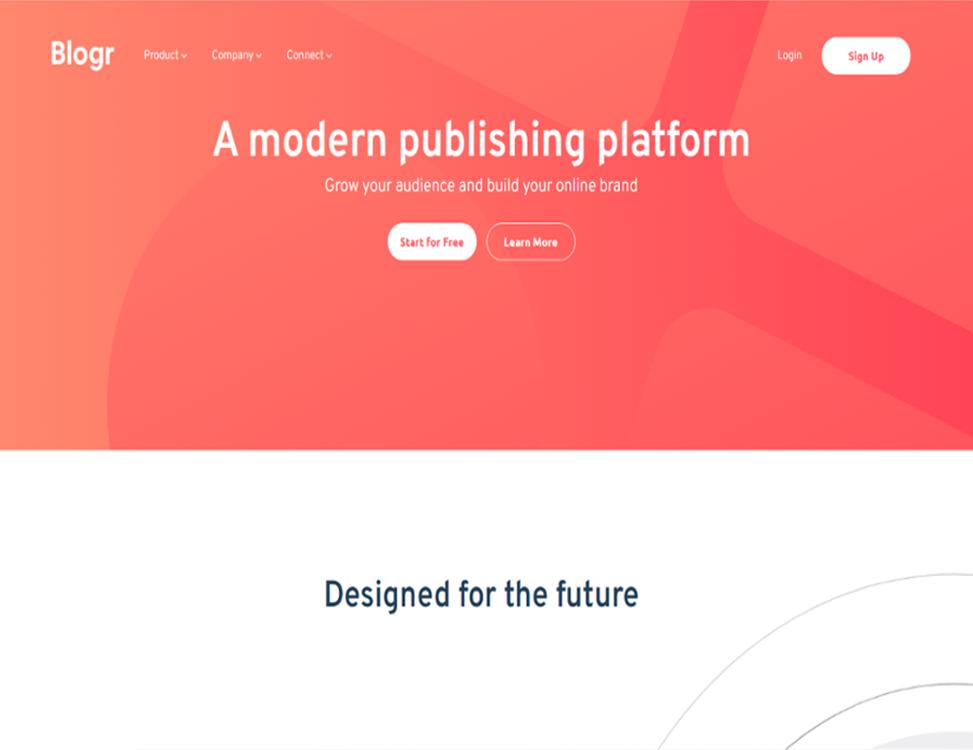 Blogr Product Company Connect Login Sign Up
A modern publishing platform
Grow your audience and build your online brand
Start for Free Learn More
Designed for the future